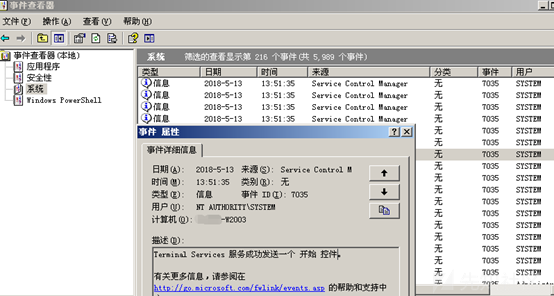 事件查看器
文件(F) 操作(A) 查看(V) 帮助(H)
事件查看器(本地)
应用程序
安全性
系统
Windows PowerShell
系统 筛选的查看显示第 216 个事件(共 5,989 个事件)
类型 日期 时间 来源 分类 事件 用户
信息 2018-5-13 13:51:35 Service Control Manager 无 7035 SYSTEM
信息 2018-5-13 13:51:35 Service Control Manager 无 7035 SYSTEM
信息 2018-5-13 13:51:35 Service Control Manager 无 7035 SYSTEM
信息 2018-5-13 13:51:35 Service Control Manager 无 7035 SYSTEM
事件 属性
无 7035 SYSTEM
无 7035 SYSTEM
无 7035 SYSTEM
无 7035 SYSTEM
无 7035 SYSTEM
无 7035 SYSTEM
无 7035 SYSTEM
无 7035 SYSTEM
无 7035 SYSTEM
无 7035 SYSTEM
无 7035 SYSTEM
事件详细信息
日期(A): 2018-5-13 来源(S): Service Control M
时间(M): 13:51:35 类别(R): 无
类型(E): 信息 事件 ID(I): 7035
用户(U): NT AUTHORITY\SYSTEM
计算机(O): -W2003
描述(D):
Terminal Services 服务成功发送一个 开始 控件。
有关更多信息，请参阅在
http://go.microsoft.com/fwlink/events.asp 的帮助和支持中